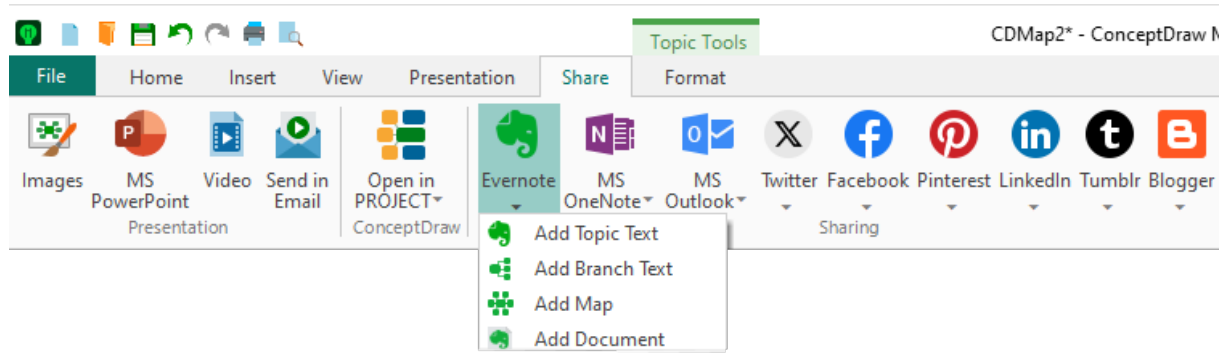 Topic Tools
CDMap2* - ConceptDraw M
File Home Insert View Presentation Share Format
Images MS PowerPoint Video Send in Email Open in PROJECT Evernote MS OneNote MS Outlook Twitter Facebook Pinterest LinkedIn Tumblr Blogger
Presentation ConceptDraw Sharing
Add Topic Text
Add Branch Text
Add Map
Add Document